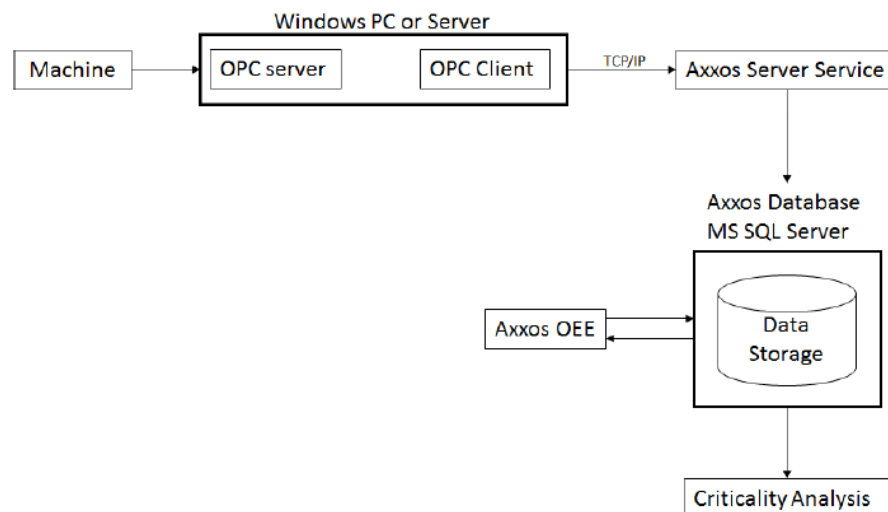 Windows PC or Server
Machine
OPC server
OPC Client
TCP/IP
Axxos Server Service
Axxos Database
MS SQL Server
Axxos OEE
Data
Storage
Criticality Analysis